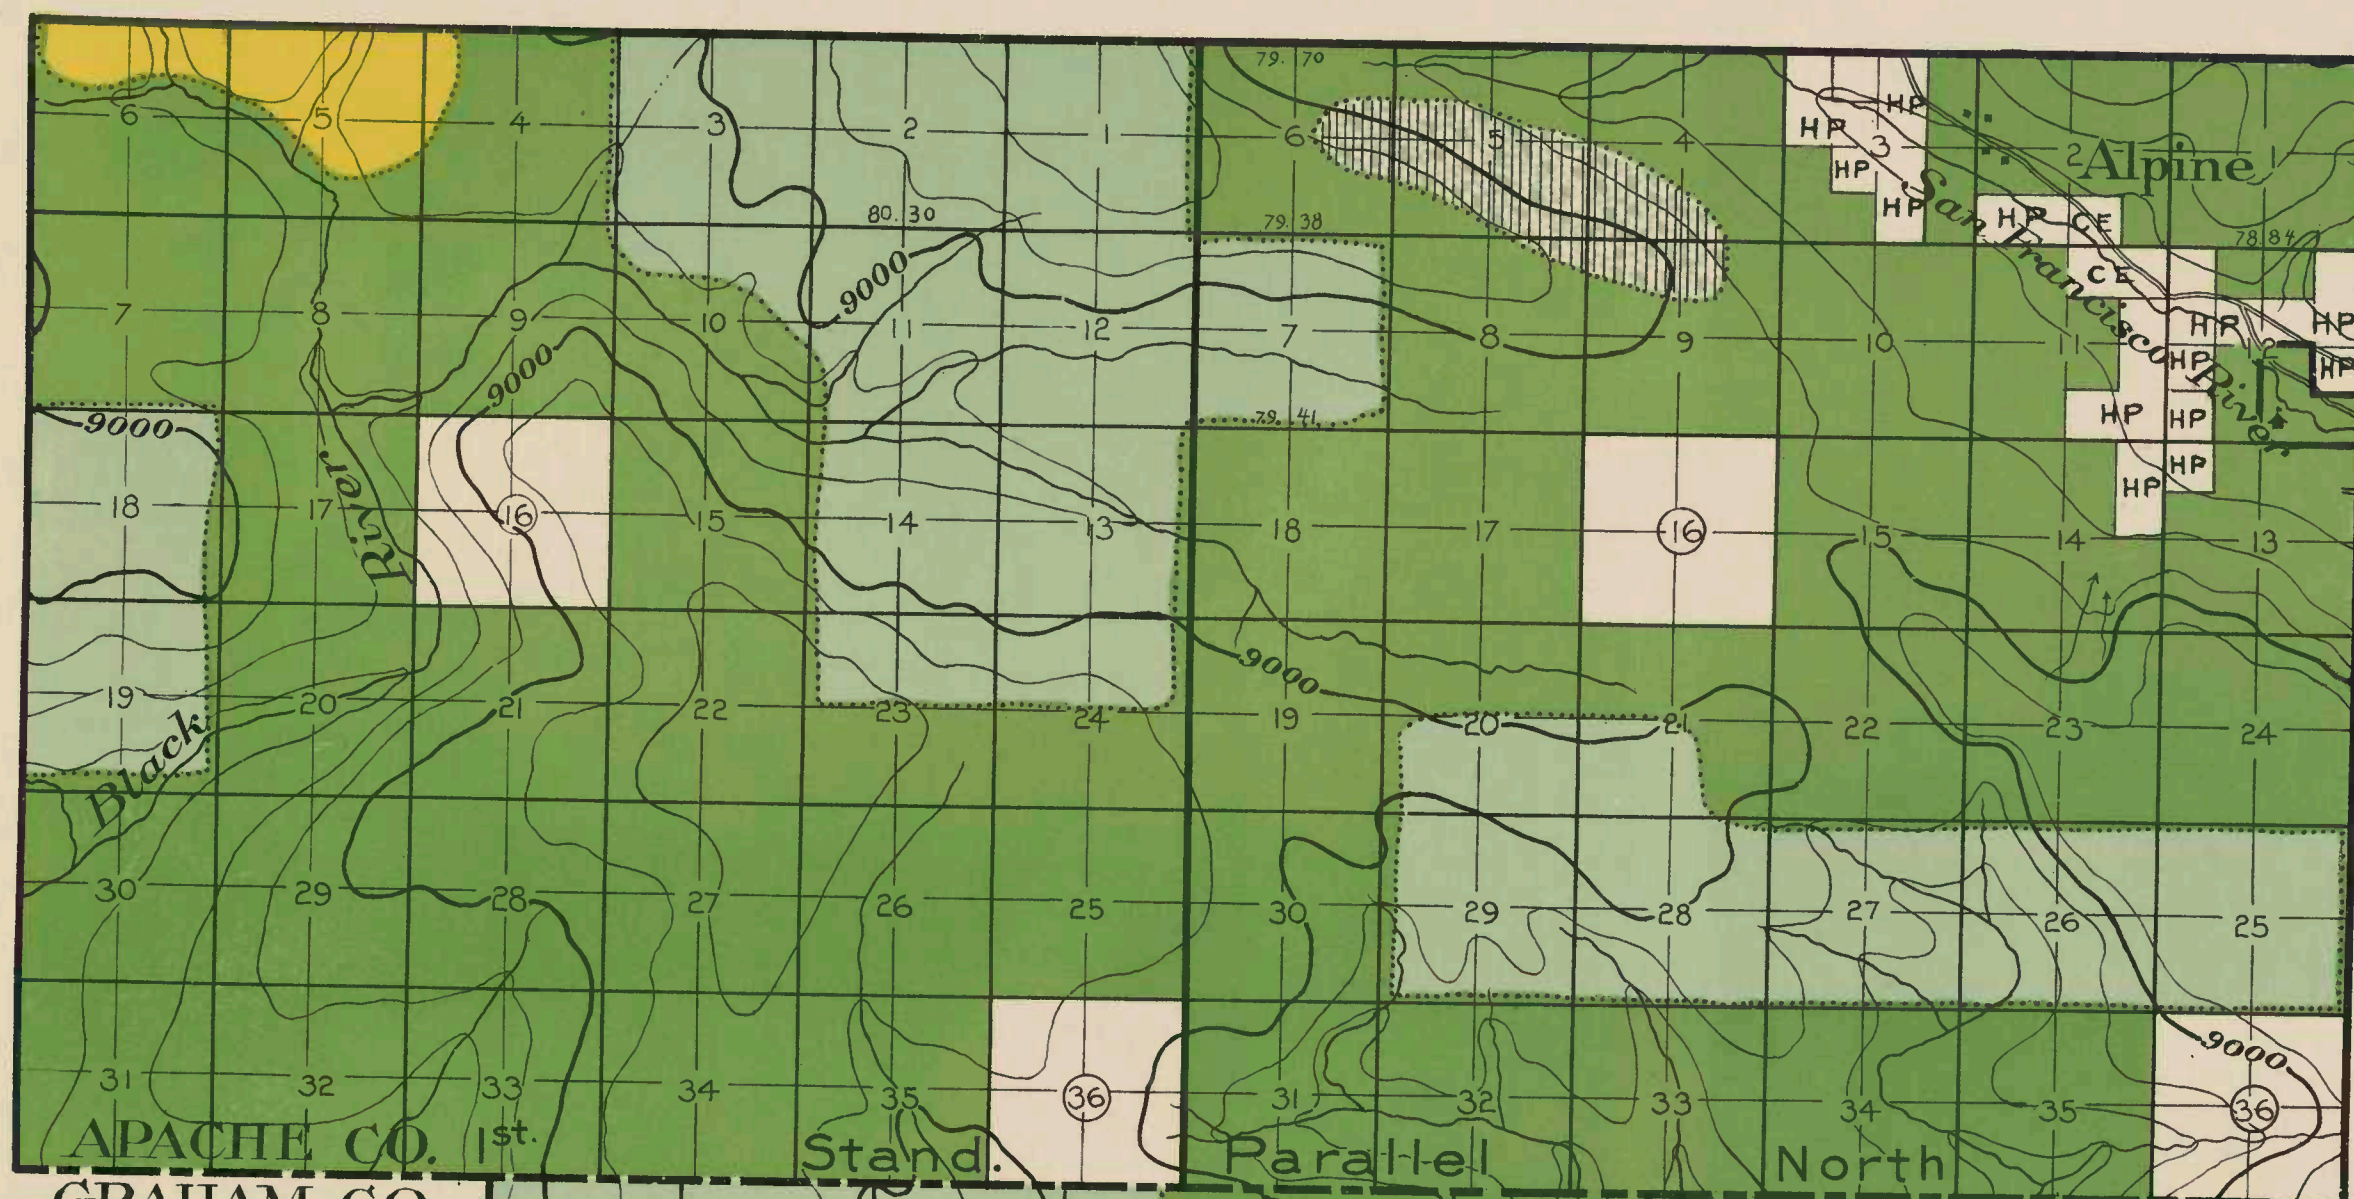 79.70
6 5 4 3 2 1 6 5 4 HP HP 3 2 Alpine 1
HP
HP
HP CE
80.30 79.38 78.84
CE
San Francisco River
7 8 9 10 11 12 7 8 9 10 11 HP 12 HP
9000
9000
HP HP
9000
79.41
HP HP
HP
HP
18 17 16 15 14 13 18 17 16 15 14 13
Black River
9000
19 20 21 22 23 24 19 20 21 22 23 24
30 29 28 27 26 25 30 29 28 27 26 25
9000
31 32 33 34 35 36 31 32 33 34 35 36
APACHE CO. 1st. Stand. Parallel North
GRAHAM CO.